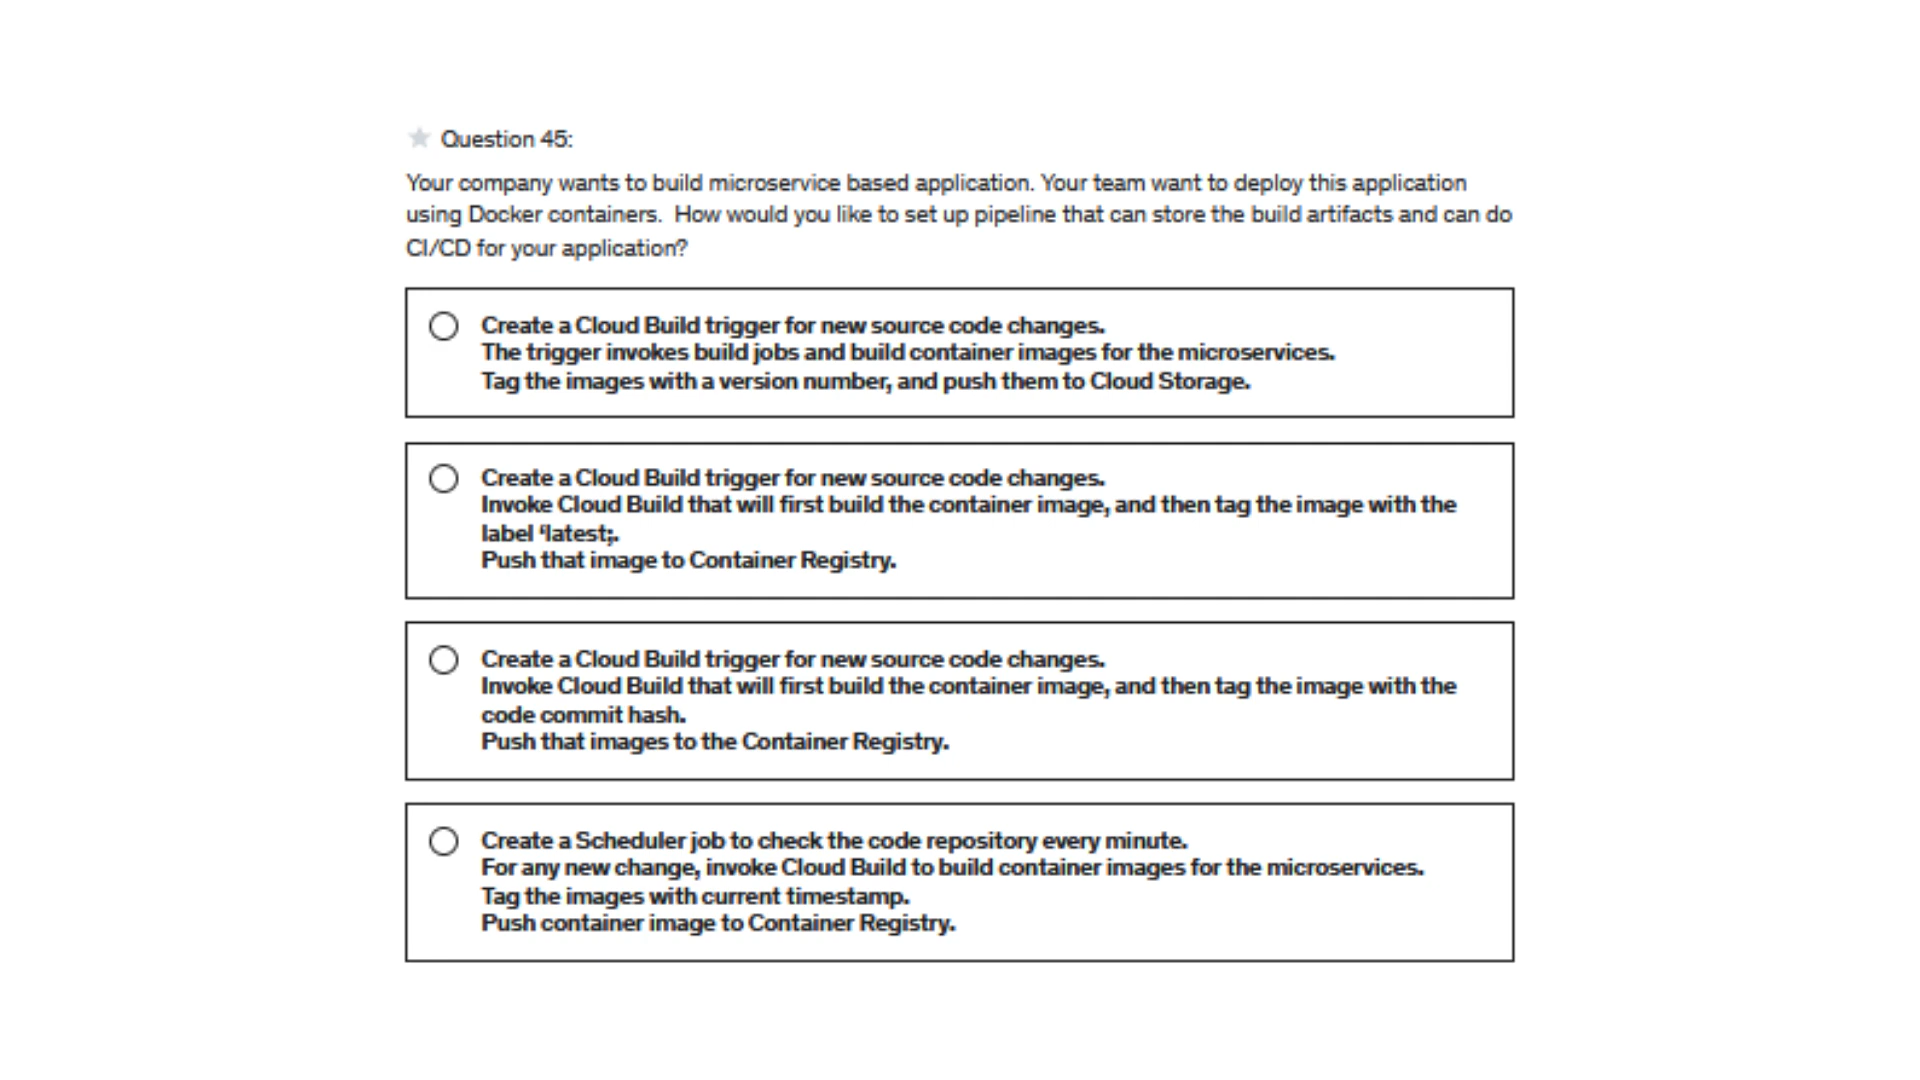 Question 45:
Your company wants to build microservice based application. Your team want to deploy this application
using Docker containers.  How would you like to set up pipeline that can store the build artifacts and can do
CI/CD for your application?
Create a Cloud Build trigger for new source code changes.
The trigger invokes build jobs and build container images for the microservices.
Tag the images with a version number, and push them to Cloud Storage.
Create a Cloud Build trigger for new source code changes.
Invoke Cloud Build that will first build the container image, and then tag the image with the
label ‘latest;.
Push that image to Container Registry.
Create a Cloud Build trigger for new source code changes.
Invoke Cloud Build that will first build the container image, and then tag the image with the
code commit hash.
Push that images to the Container Registry.
Create a Scheduler job to check the code repository every minute.
For any new change, invoke Cloud Build to build container images for the microservices.
Tag the images with current timestamp.
Push container image to Container Registry.